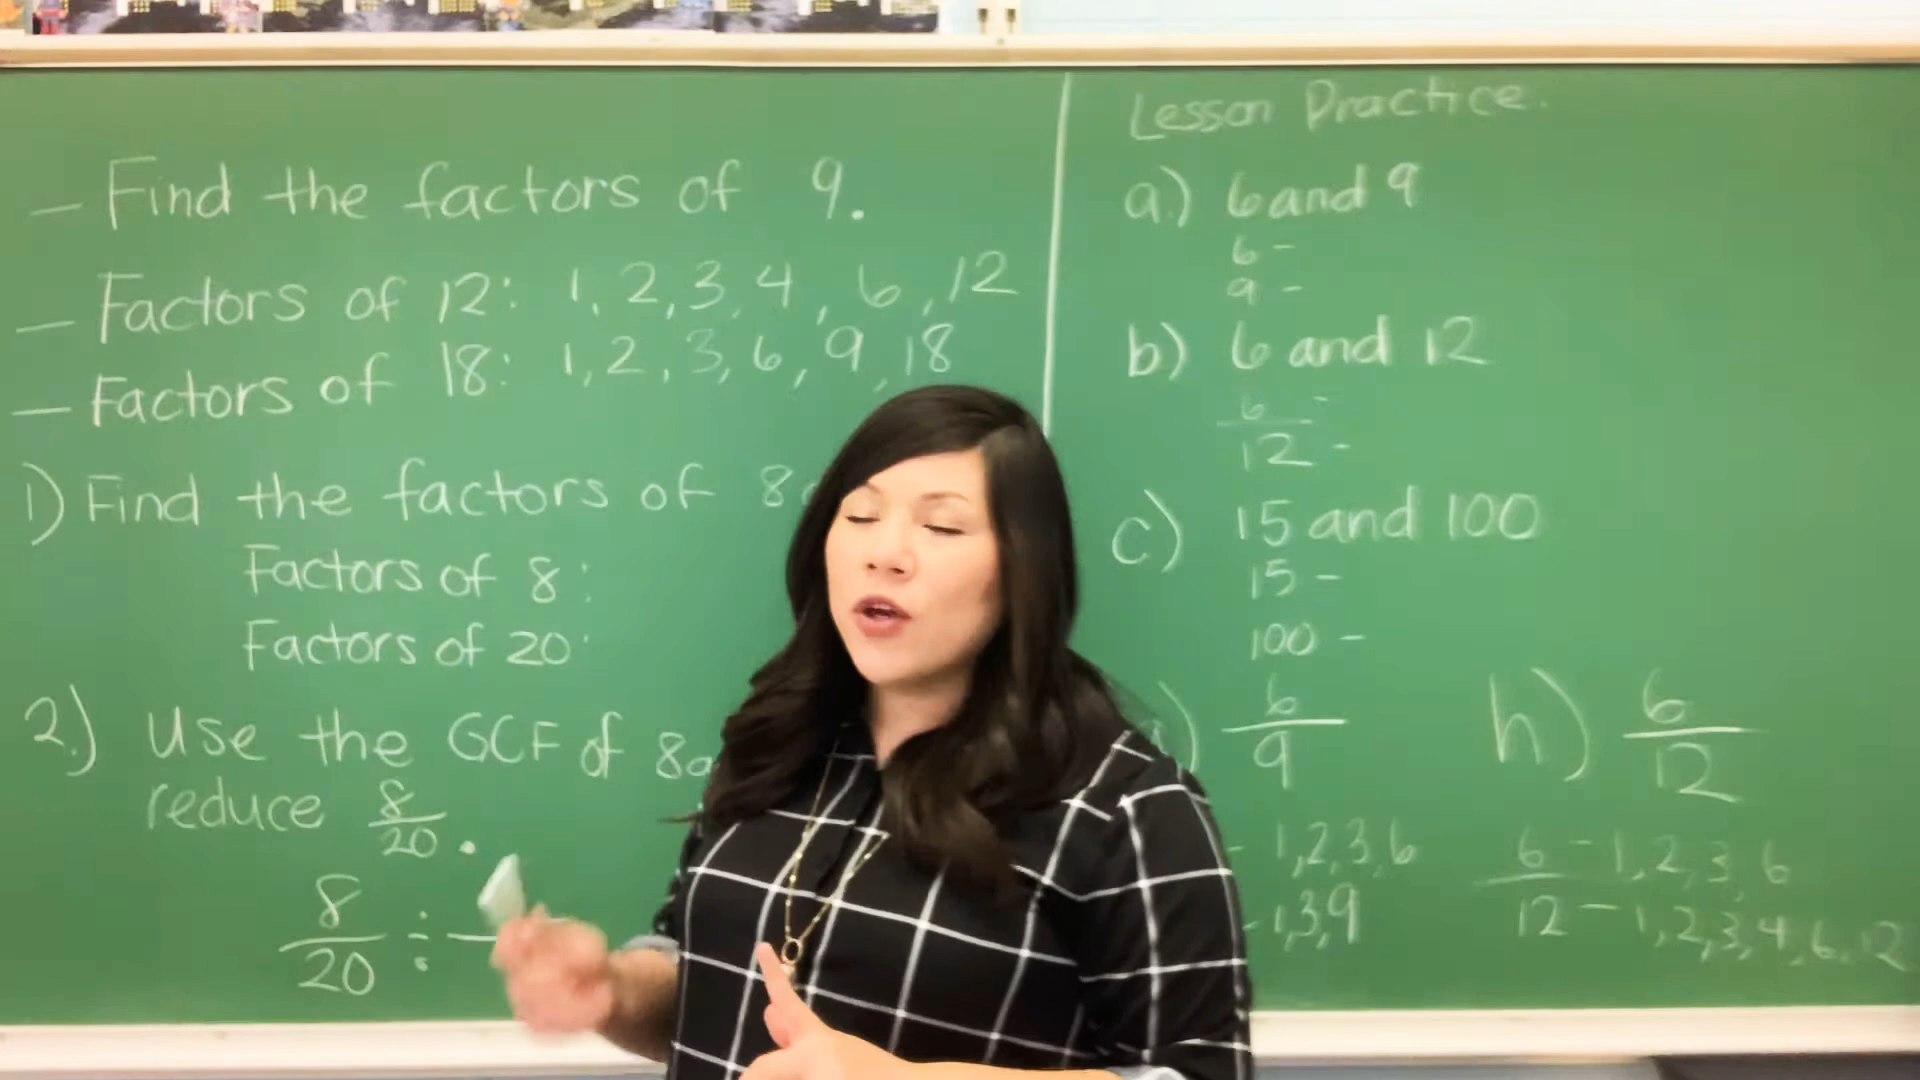 – Find the factors of 9.
– Factors of 12: 1, 2, 3, 4, 6, 12
– Factors of 18: 1, 2, 3, 6, 9, 18
1) Find the factors of 8
Factors of 8:
Factors of 20:
2.) Use the GCF of 8
reduce 8/20.
8/20 ÷
Lesson Practice.
a.) 6 and 9
6 -
9 -
b) 6 and 12
6 -
12 -
c) 15 and 100
15 -
100 -
) 6/9
- 1,2,3,6
- 1,3,9
h) 6/12
6 - 1,2,3,6
12 - 1,2,3,4,6,12